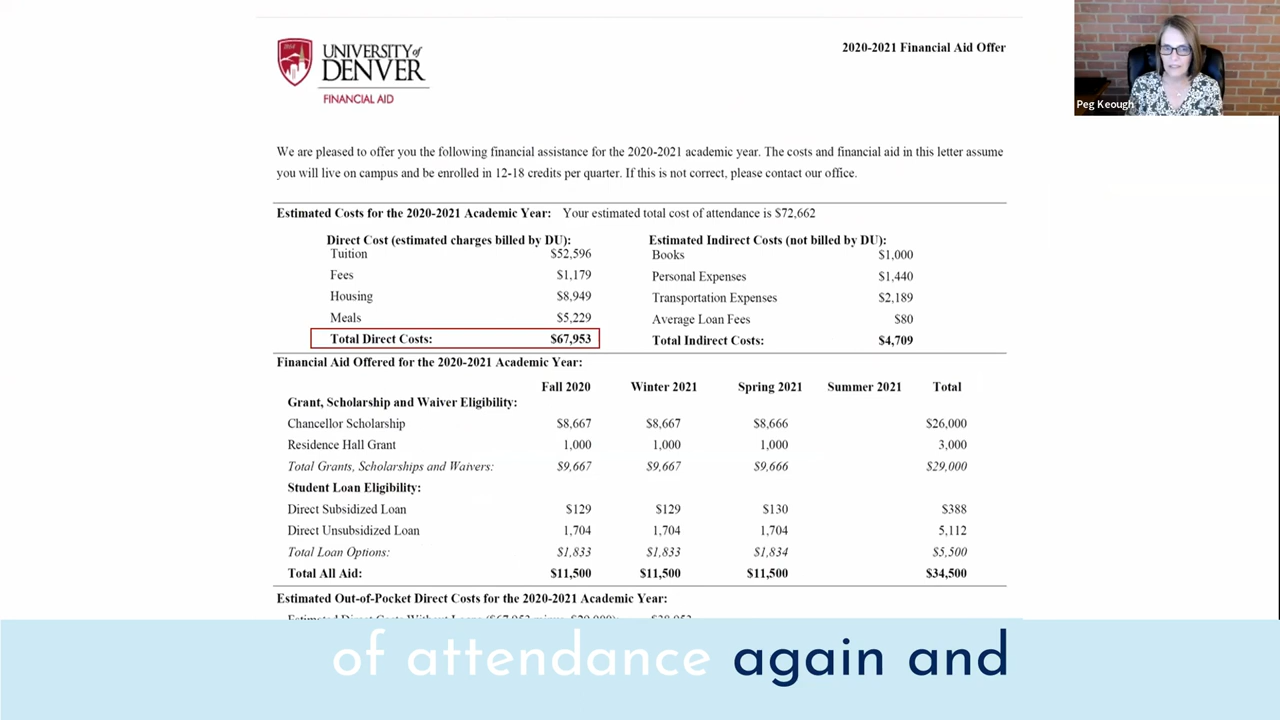 UNIVERSITY of
DENVER
FINANCIAL AID
2020-2021 Financial Aid Offer
Peg Keough
We are pleased to offer you the following financial assistance for the 2020-2021 academic year. The costs and financial aid in this letter assume
you will live on campus and be enrolled in 12-18 credits per quarter. If this is not correct, please contact our office.
Estimated Costs for the 2020-2021 Academic Year: Your estimated total cost of attendance is $72,662
Direct Cost (estimated charges billed by DU): Estimated Indirect Costs (not billed by DU):
Tuition $52,596 Books $1,000
Fees $1,179 Personal Expenses $1,440
Housing $8,949 Transportation Expenses $2,189
Meals $5,229 Average Loan Fees $80
Total Direct Costs: $67,953 Total Indirect Costs: $4,709
Financial Aid Offered for the 2020-2021 Academic Year:
Fall 2020 Winter 2021 Spring 2021 Summer 2021 Total
Grant, Scholarship and Waiver Eligibility:
Chancellor Scholarship $8,667 $8,667 $8,666 $26,000
Residence Hall Grant 1,000 1,000 1,000 3,000
Total Grants, Scholarships and Waivers: $9,667 $9,667 $9,666 $29,000
Student Loan Eligibility:
Direct Subsidized Loan $129 $129 $130 $388
Direct Unsubsidized Loan 1,704 1,704 1,704 5,112
Total Loan Options: $1,833 $1,833 $1,834 $5,500
Total All Aid: $11,500 $11,500 $11,500 $34,500
Estimated Out-of-Pocket Direct Costs for the 2020-2021 Academic Year:
of attendance again and